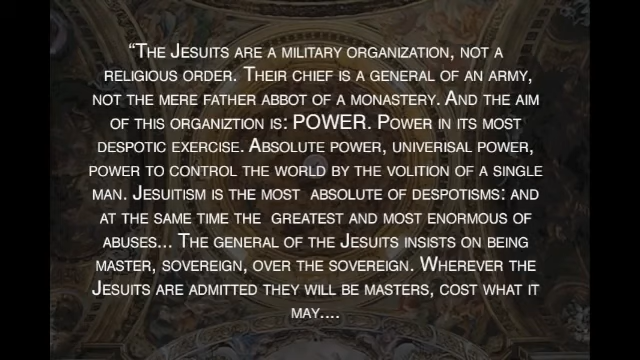 “The Jesuits are a military organization, not a
religious order. Their chief is a general of an army,
not the mere father abbot of a monastery. And the aim
of this organiztion is: POWER. Power in its most
despotic exercise. Absolute power, univerisal power,
power to control the world by the volition of a single
man. Jesuitism is the most absolute of despotisms: and
at the same time the greatest and most enormous of
abuses... The general of the Jesuits insists on being
master, sovereign, over the sovereign. Wherever the
Jesuits are admitted they will be masters, cost what it
may....